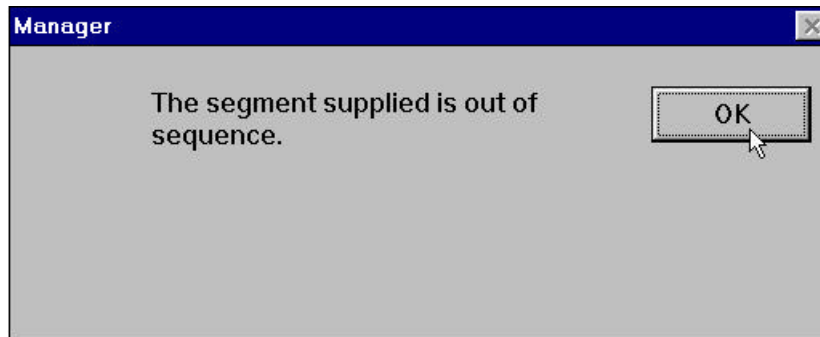 Manager
The segment supplied is out of
sequence.
OK